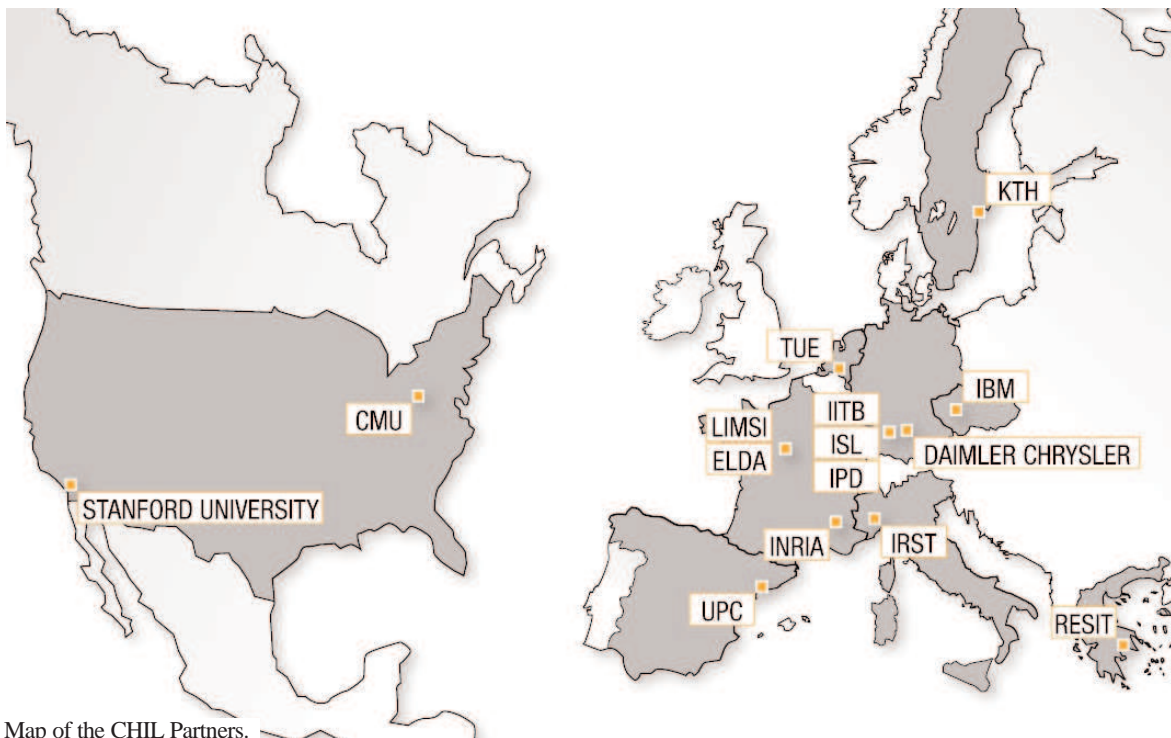 KTH
TUE
IBM
CMU
IITB
LIMSI
ISL
ELDA
DAIMLER CHRYSLER
IPD
STANFORD UNIVERSITY
INRIA
IRST
UPC
RESIT
Map of the CHIL Partners.